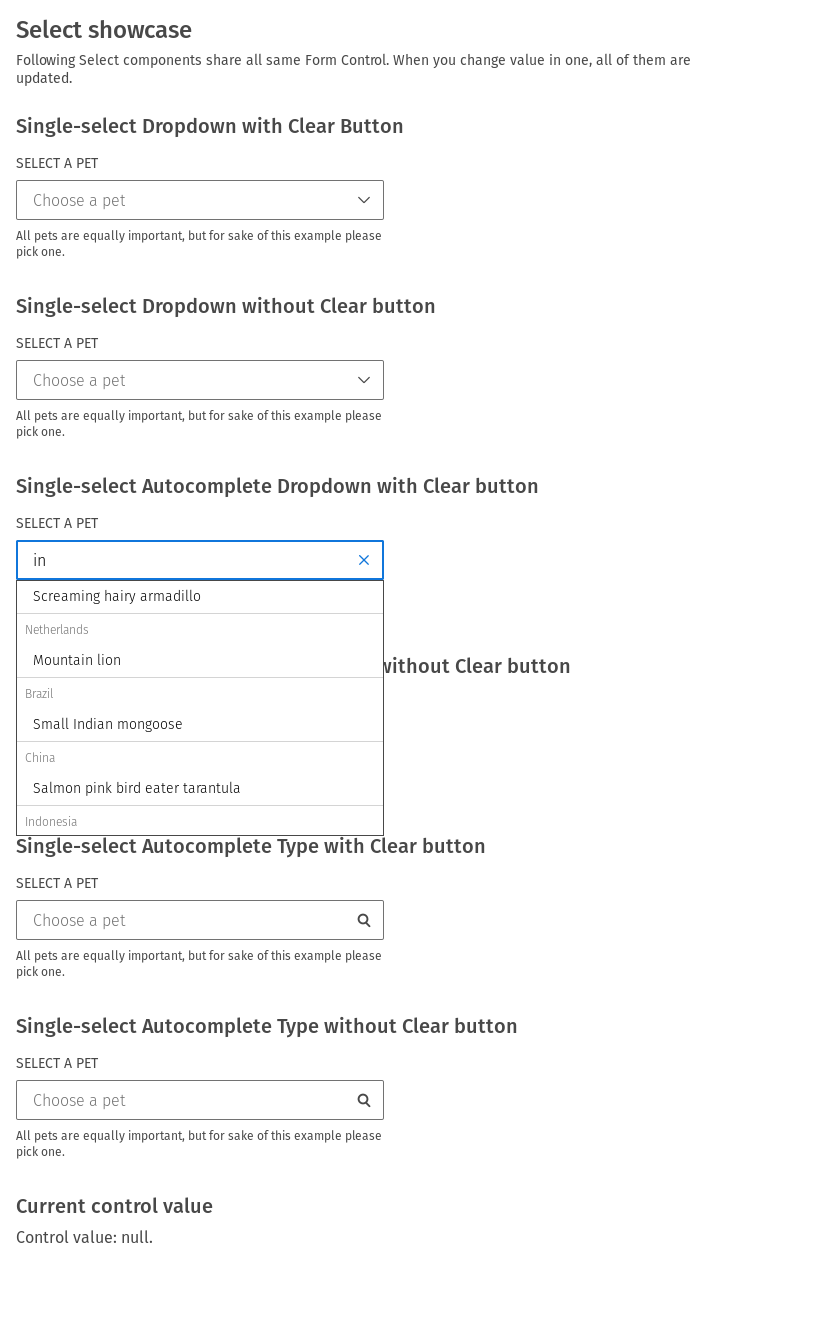 Select showcase
Following Select components share all same Form Control. When you change value in one, all of them are
updated.
Single-select Dropdown with Clear Button
SELECT A PET
Choose a pet
All pets are equally important, but for sake of this example please
pick one.
Single-select Dropdown without Clear button
SELECT A PET
Choose a pet
All pets are equally important, but for sake of this example please
pick one.
Single-select Autocomplete Dropdown with Clear button
SELECT A PET
in
Screaming hairy armadillo
Netherlands
Mountain lion
without Clear button
Brazil
Small Indian mongoose
China
Salmon pink bird eater tarantula
Indonesia
Single-select Autocomplete Type with Clear button
SELECT A PET
Choose a pet
All pets are equally important, but for sake of this example please
pick one.
Single-select Autocomplete Type without Clear button
SELECT A PET
Choose a pet
All pets are equally important, but for sake of this example please
pick one.
Current control value
Control value: null.